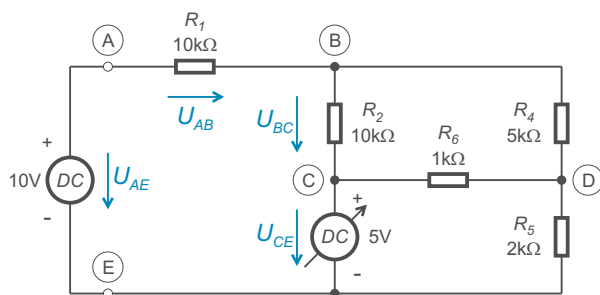 A
R1
10kΩ
B
UAB
UBC
R2
10kΩ
R4
5kΩ
R6
1kΩ
+
10V
DC
-
UAE
C
D
+
UCE
DC
5V
-
R5
2kΩ
E